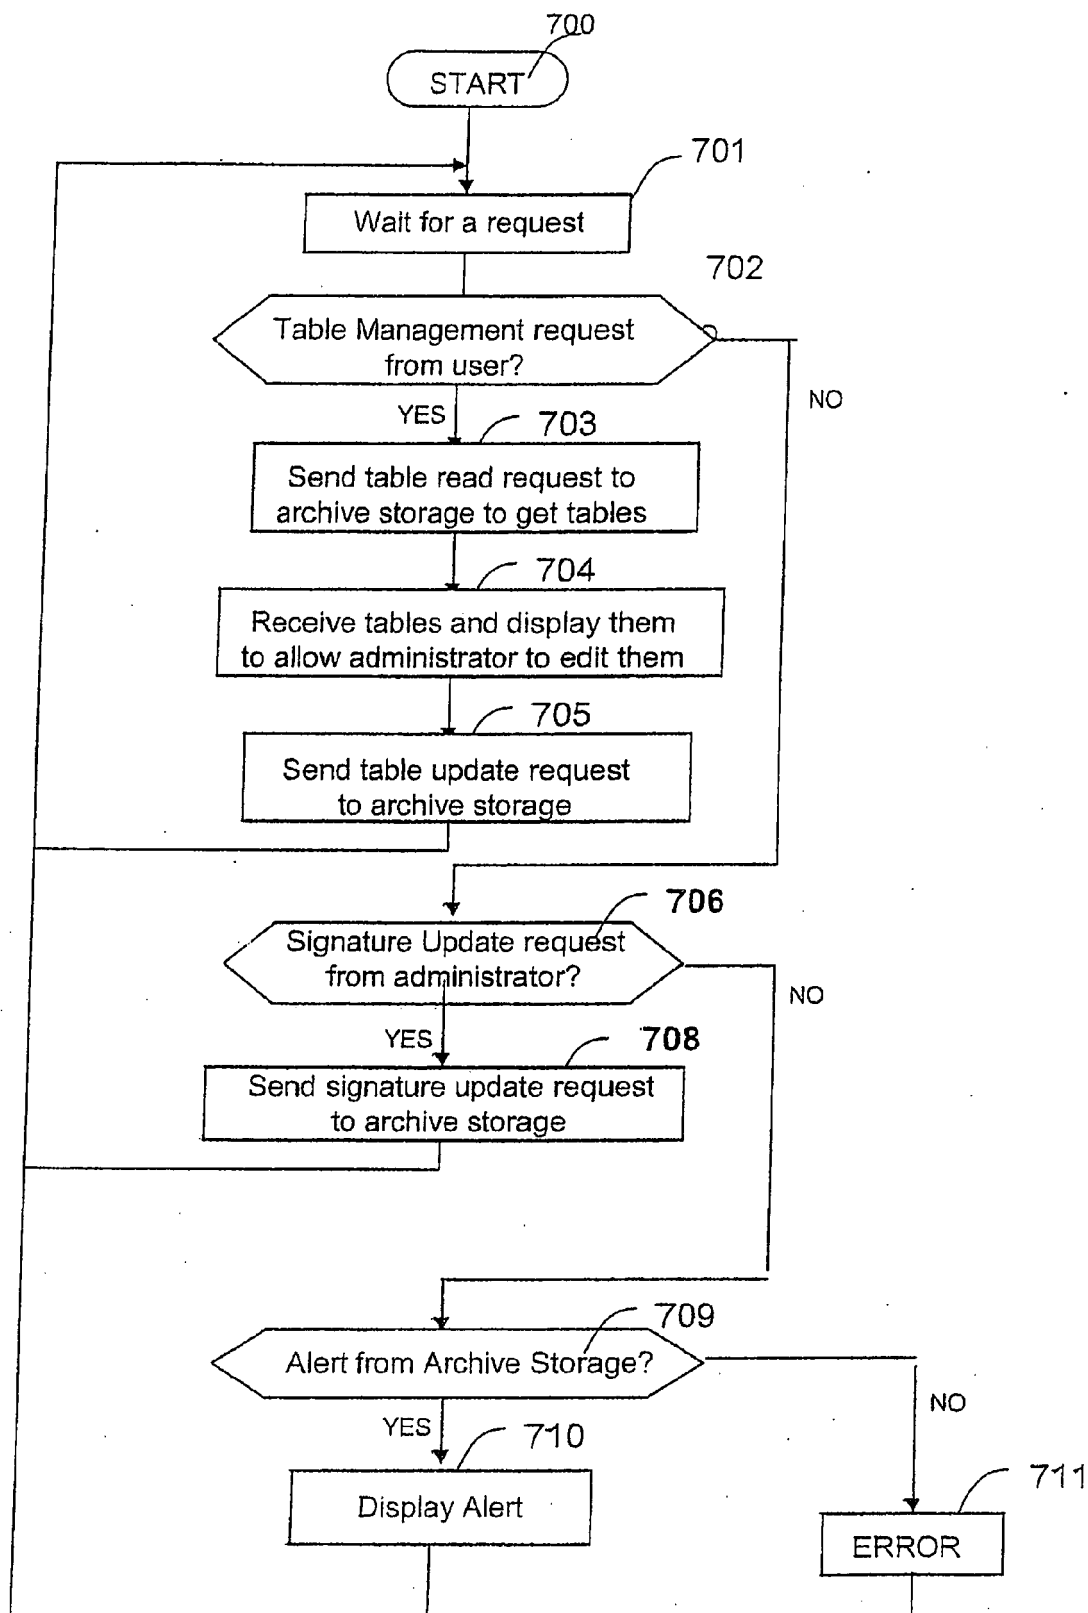 700
START
701
Wait for a request
702
Table Management request
from user?
NO
YES
703
Send table read request to
archive storage to get tables
704
Receive tables and display them
to allow administrator to edit them
705
Send table update request
to archive storage
706
Signature Update request
from administrator?
NO
YES
708
Send signature update request
to archive storage
709
Alert from Archive Storage?
NO
YES
710
Display Alert
711
ERROR